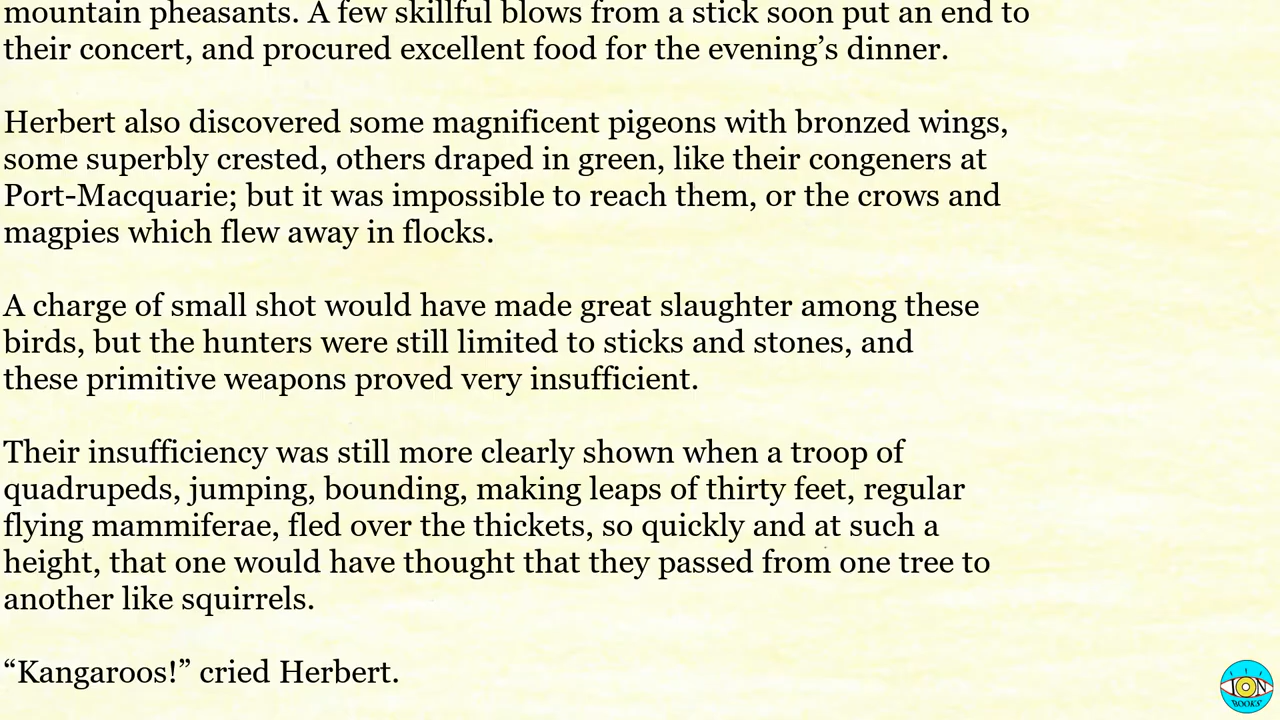 mountain pheasants. A few skillful blows from a stick soon put an end to
their concert, and procured excellent food for the evening’s dinner.
Herbert also discovered some magnificent pigeons with bronzed wings,
some superbly crested, others draped in green, like their congeners at
Port-Macquarie; but it was impossible to reach them, or the crows and
magpies which flew away in flocks.
A charge of small shot would have made great slaughter among these
birds, but the hunters were still limited to sticks and stones, and
these primitive weapons proved very insufficient.
Their insufficiency was still more clearly shown when a troop of
quadrupeds, jumping, bounding, making leaps of thirty feet, regular
flying mammiferae, fled over the thickets, so quickly and at such a
height, that one would have thought that they passed from one tree to
another like squirrels.
“Kangaroos!” cried Herbert.
ION
BOOKS